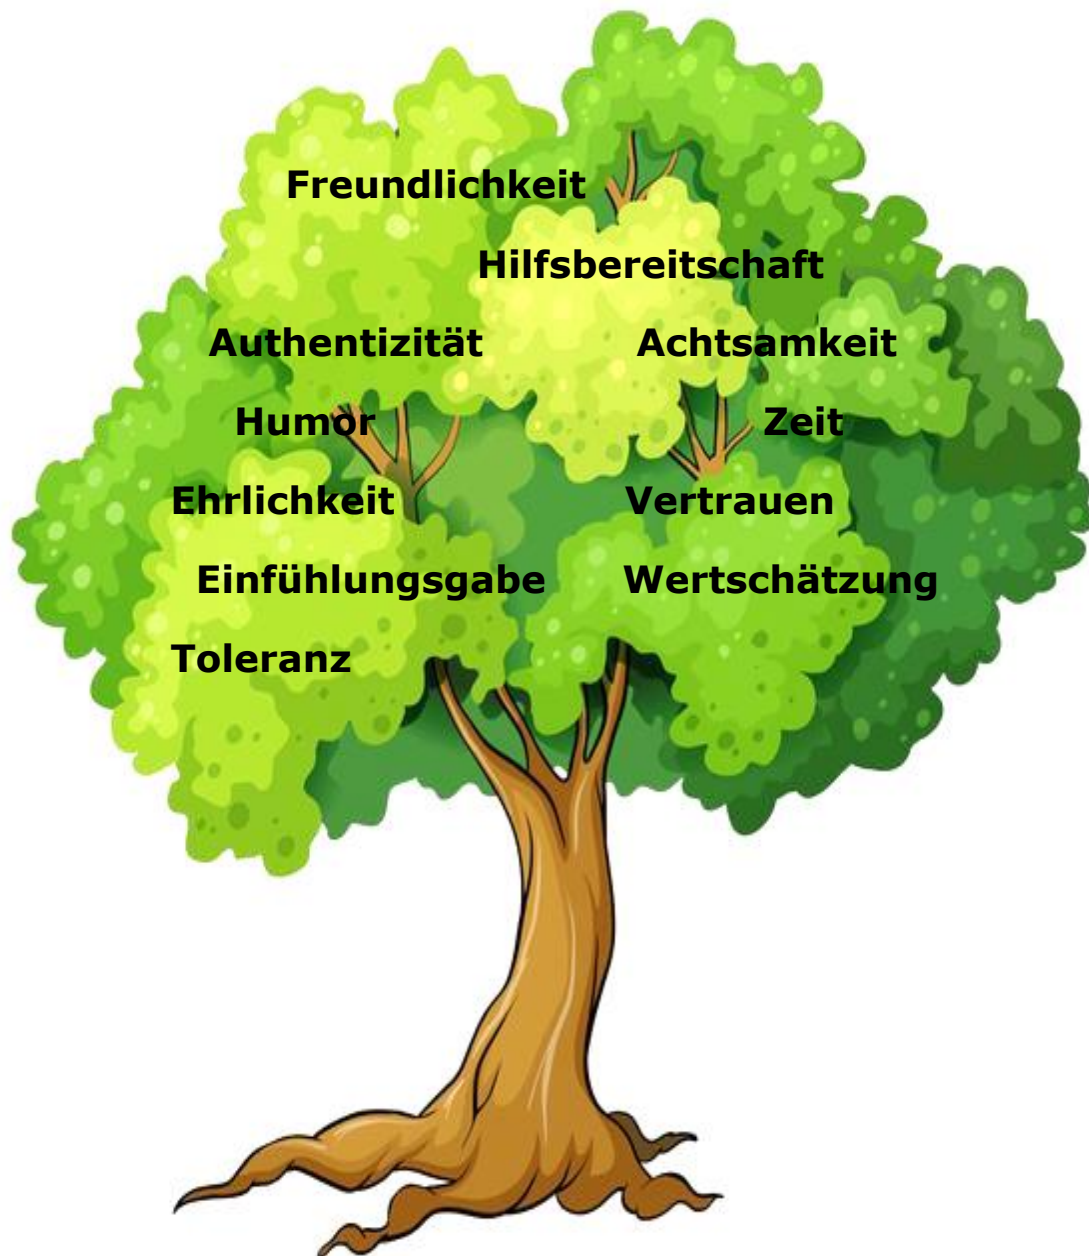 Freundlichkeit
Hilfsbereitschaft
Authentizität Achtsamkeit
Humor Zeit
Ehrlichkeit Vertrauen
Einfühlungsgabe Wertschätzung
Toleranz